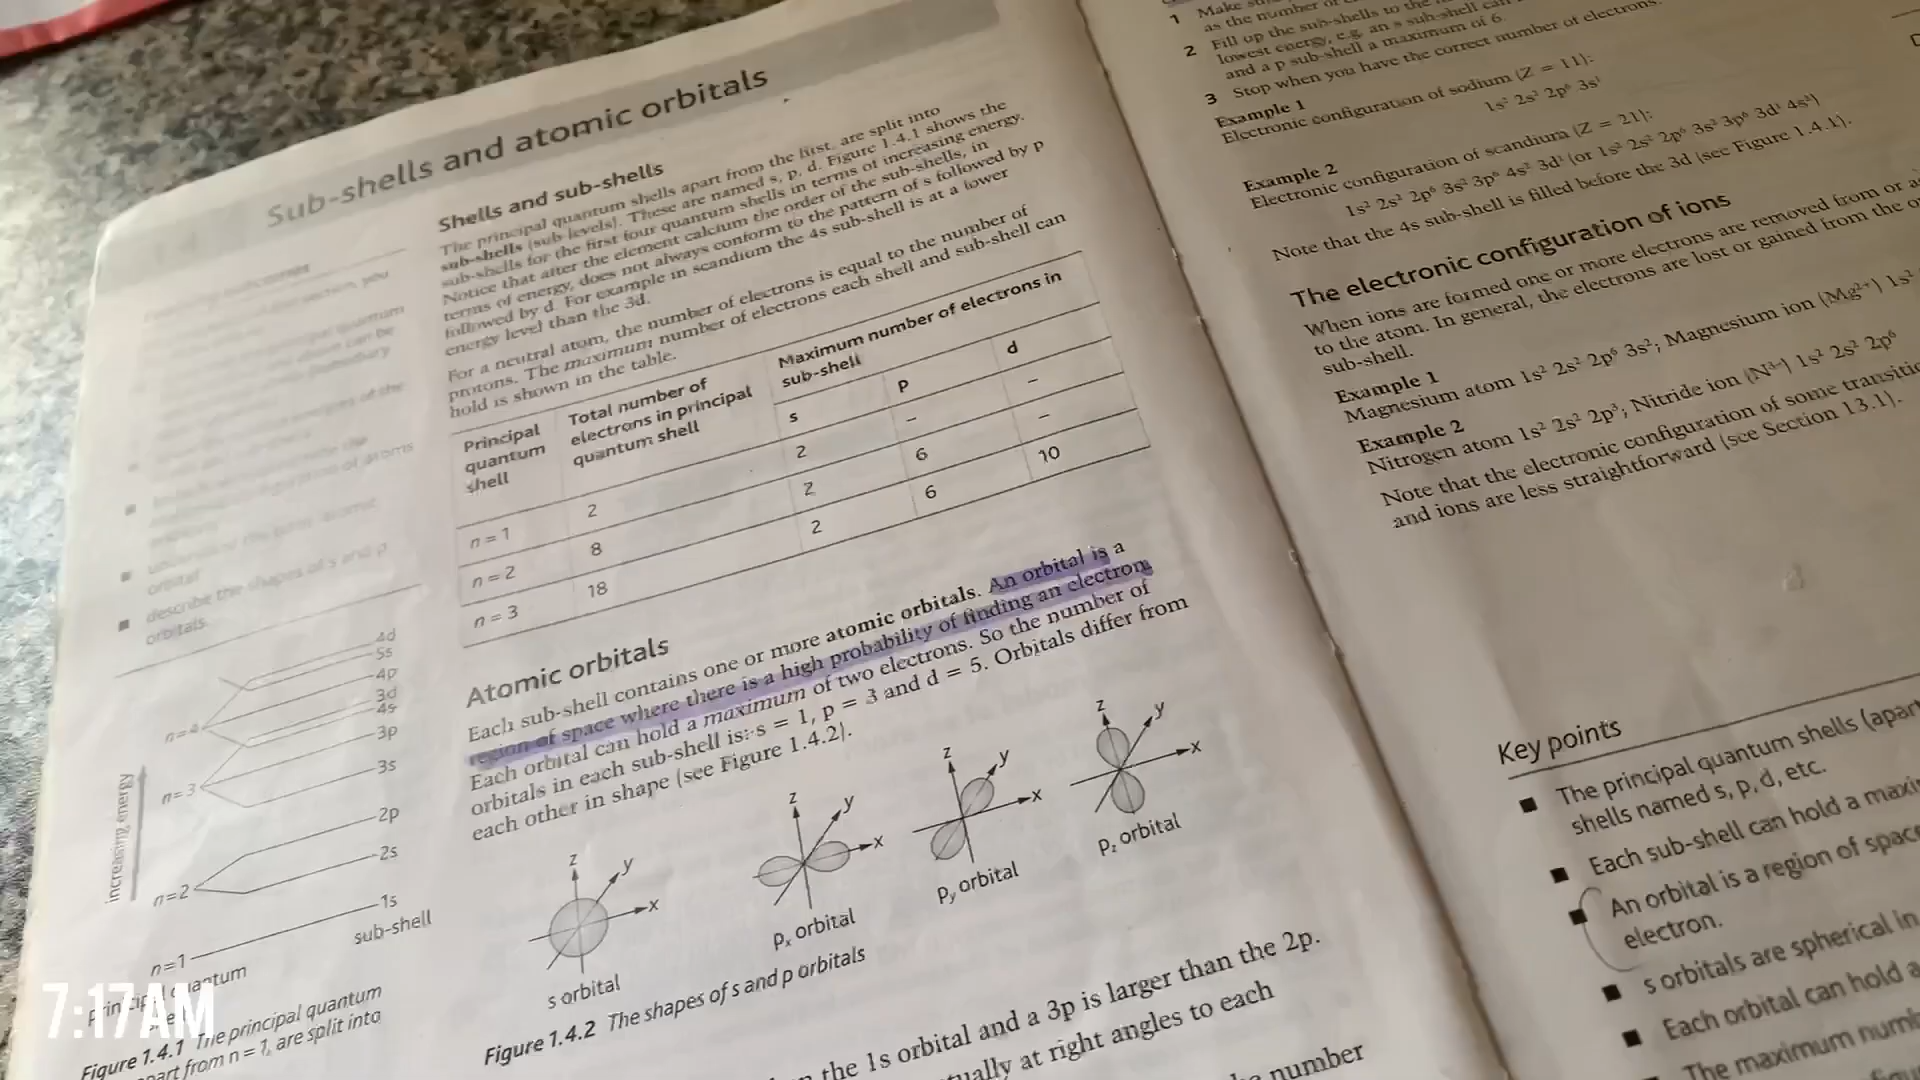 Sub-shells and atomic orbitals
Shells and sub-shells
The principal quantum shells apart from the first, are split into
sub-shells (sub-levels). These are named s, p, d. Figure 1.4.1 shows the
sub-shells for the first four quantum shells in terms of increasing energy.
Notice that after the element calcium the order of the sub-shells, in
terms of energy, does not always conform to the pattern of s followed by p
followed by d. For example in scandium the 4s sub-shell is at a lower
energy level than the 3d.
For a neutral atom, the number of electrons is equal to the number of
protons. The maximum number of electrons each shell and sub-shell can
hold is shown in the table.
Principal
quantum
shell
Total number of
electrons in principal
quantum shell
Maximum number of electrons in
sub-shell
s p d
n = 1 2 2 – –
n = 2 8 2 6 –
n = 3 18 2 6 10
Atomic orbitals
Each sub-shell contains one or more atomic orbitals. An orbital is a
region of space where there is a high probability of finding an electron.
Each orbital can hold a maximum of two electrons. So the number of
orbitals in each sub-shell is: s = 1, p = 3 and d = 5. Orbitals differ from
each other in shape (see Figure 1.4.2).
z y x
s orbital
z y x
pₓ orbital
z y x
pᵧ orbital
z y x
p_z orbital
Figure 1.4.2 The shapes of s and p orbitals
the 1s orbital and a 3p is larger than the 2p.
at right angles to each
number
section, you
quantum
can be
of the
of atoms
orbital
describe the shapes of s and p
orbitals.
4d
5s
4p
3d
4s
n=4
3p
n=3
3s
2p
2s
n=2
1s
sub-shell
n=1
increasing energy
principal quantum
7:17AM
Figure 1.4.1 The principal quantum
apart from n = 1, are split into
1 Make
as the number of
2 Fill up the sub-shells to the
lowest energy, e.g. an s sub-shell can
and a p sub-shell a maximum of 6.
3 Stop when you have the correct number of electrons.
Example 1
Electronic configuration of sodium (Z = 11):
1s² 2s² 2p⁶ 3s¹
Example 2
Electronic configuration of scandium (Z = 21):
1s² 2s² 2p⁶ 3s² 3p⁶ 4s² 3d¹ (or 1s² 2s² 2p⁶ 3s² 3p⁶ 3d¹ 4s²)
Note that the 4s sub-shell is filled before the 3d (see Figure 1.4.1).
The electronic configuration of ions
When ions are formed one or more electrons are removed from or
to the atom. In general, the electrons are lost or gained from the
sub-shell.
Example 1
Magnesium atom 1s² 2s² 2p⁶ 3s²; Magnesium ion (Mg²⁺) 1s²
Example 2
Nitrogen atom 1s² 2s² 2p³; Nitride ion (N³⁻) 1s² 2s² 2p⁶
Note that the electronic configuration of some
and ions are less straightforward (see Section 13.1).
Key points
The principal quantum shells (apart
shells named s, p, d, etc.
Each sub-shell can hold a
An orbital is a region of space
electron.
s orbitals are spherical in
Each orbital can hold a
The maximum